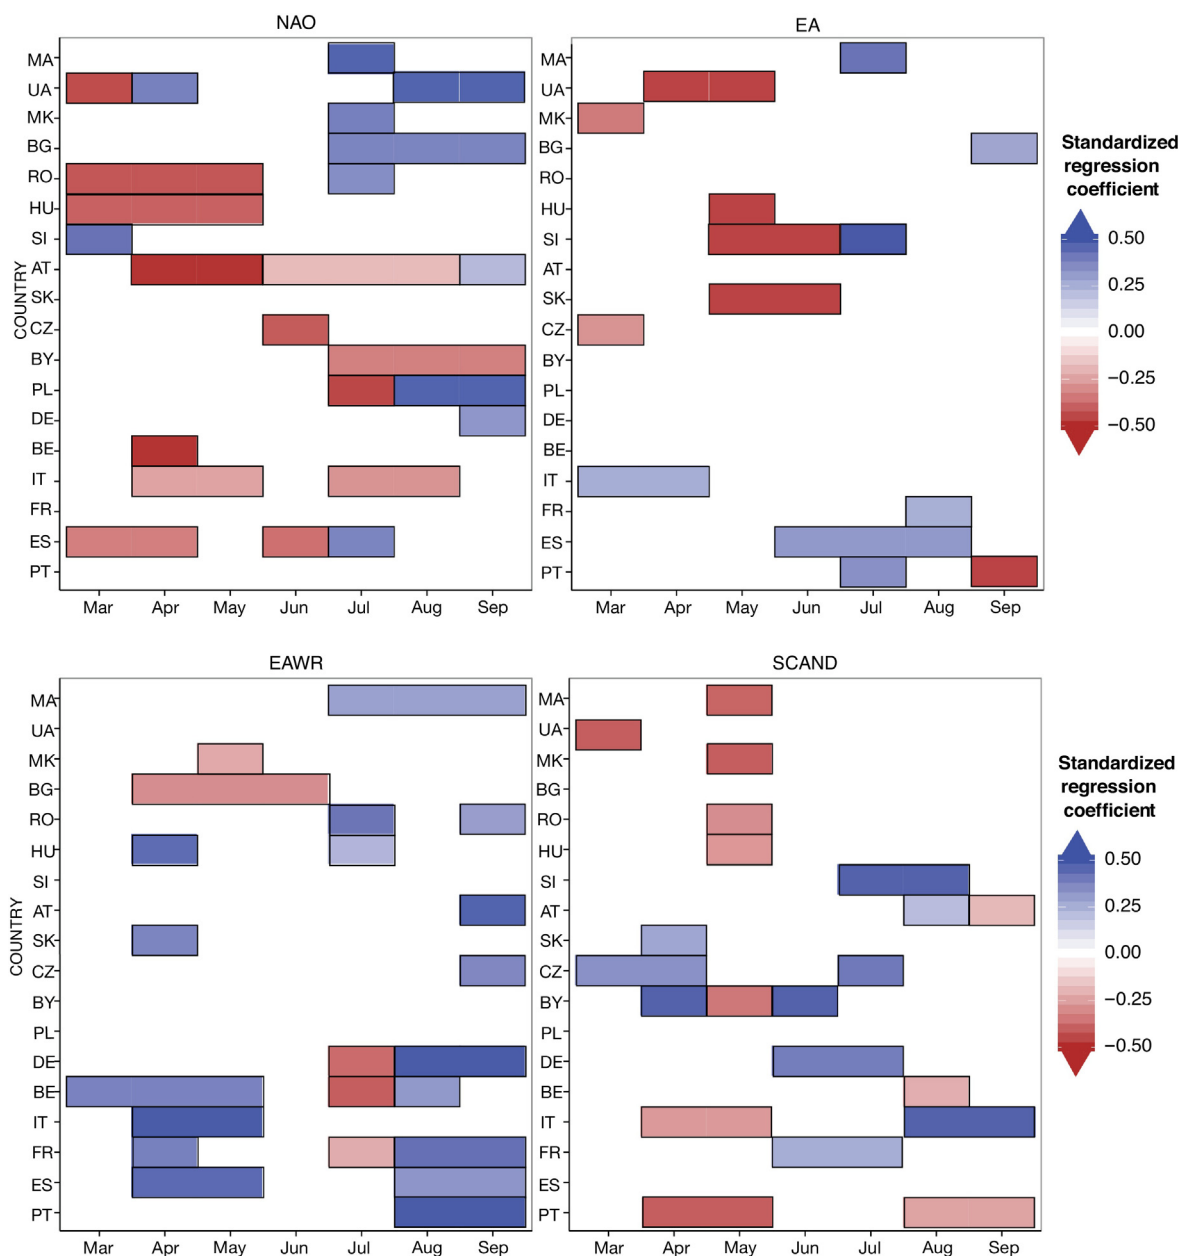 NAO
COUNTRY
MA
UA
MK
BG
RO
HU
SI
AT
SK
CZ
BY
PL
DE
BE
IT
FR
ES
PT
Mar Apr May Jun Jul Aug Sep
EA
MA
UA
MK
BG
RO
HU
SI
AT
SK
CZ
BY
PL
DE
BE
IT
FR
ES
PT
Mar Apr May Jun Jul Aug Sep
Standardized
regression
coefficient
0.50
0.25
0.00
−0.25
−0.50
EAWR
COUNTRY
MA
UA
MK
BG
RO
HU
SI
AT
SK
CZ
BY
PL
DE
BE
IT
FR
ES
PT
Mar Apr May Jun Jul Aug Sep
SCAND
MA
UA
MK
BG
RO
HU
SI
AT
SK
CZ
BY
PL
DE
BE
IT
FR
ES
PT
Mar Apr May Jun Jul Aug Sep
Standardized
regression
coefficient
0.50
0.25
0.00
−0.25
−0.50